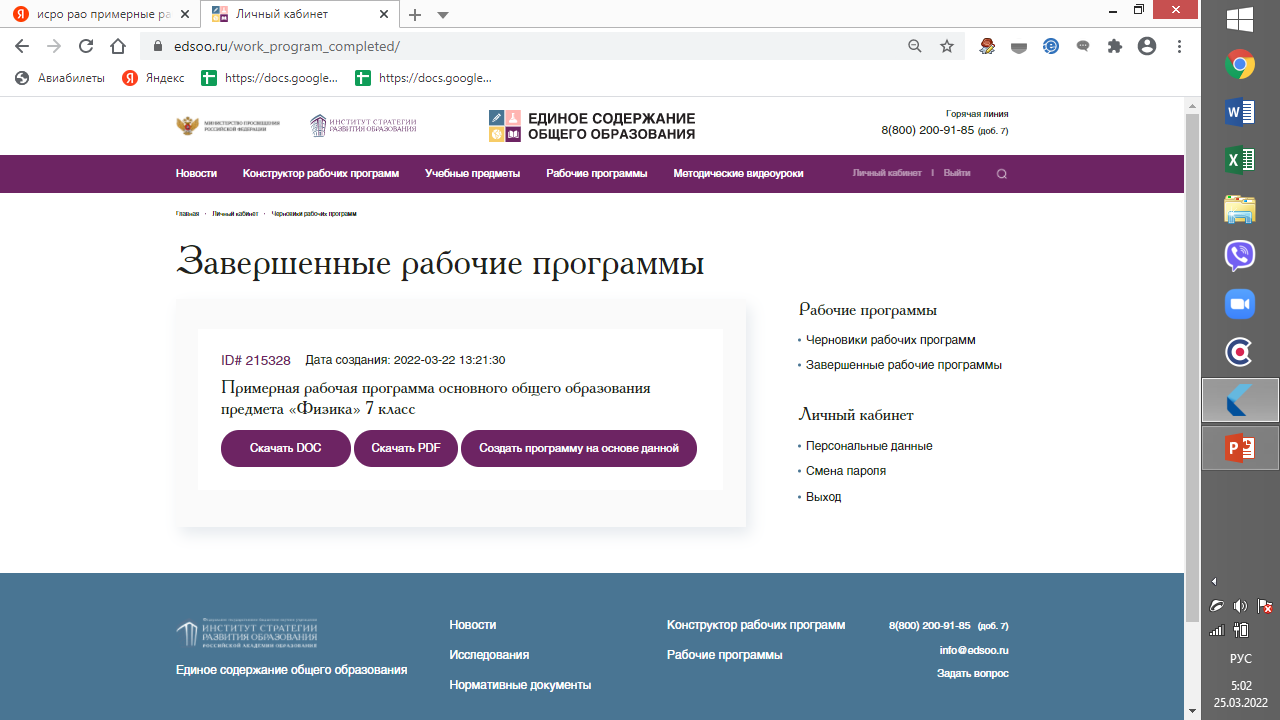 исро рао примерные ра
Личный кабинет
edsoo.ru/work_program_completed/
Авиабилеты
Яндекс
https://docs.google...
https://docs.google...
МИНИСТЕРСТВО ПРОСВЕЩЕНИЯ
РОССИЙСКОЙ ФЕДЕРАЦИИ
ИНСТИТУТ СТРАТЕГИИ
РАЗВИТИЯ ОБРАЗОВАНИЯ
ЕДИНОЕ СОДЕРЖАНИЕ
ОБЩЕГО ОБРАЗОВАНИЯ
Горячая линия
8(800) 200-91-85 (доб. 7)
Новости
Конструктор рабочих программ
Учебные предметы
Рабочие программы
Методические видеоуроки
Личный кабинет | Выйти
Главная · Личный кабинет · Черновики рабочих программ
Завершенные рабочие программы
ID# 215328 Дата создания: 2022-03-22 13:21:30
Примерная рабочая программа основного общего образования
предмета «Физика» 7 класс
Скачать DOC
Скачать PDF
Создать программу на основе данной
Рабочие программы
Черновики рабочих программ
Завершенные рабочие программы
Личный кабинет
Персональные данные
Смена пароля
Выход
ИНСТИТУТ СТРАТЕГИИ
РАЗВИТИЯ ОБРАЗОВАНИЯ
РОССИЙСКОЙ АКАДЕМИИ ОБРАЗОВАНИЯ
Единое содержание общего образования
Новости
Исследования
Нормативные документы
Конструктор рабочих программ
Рабочие программы
8(800) 200-91-85 (доб. 7)
info@edsoo.ru
Задать вопрос
РУС
5:02
25.03.2022